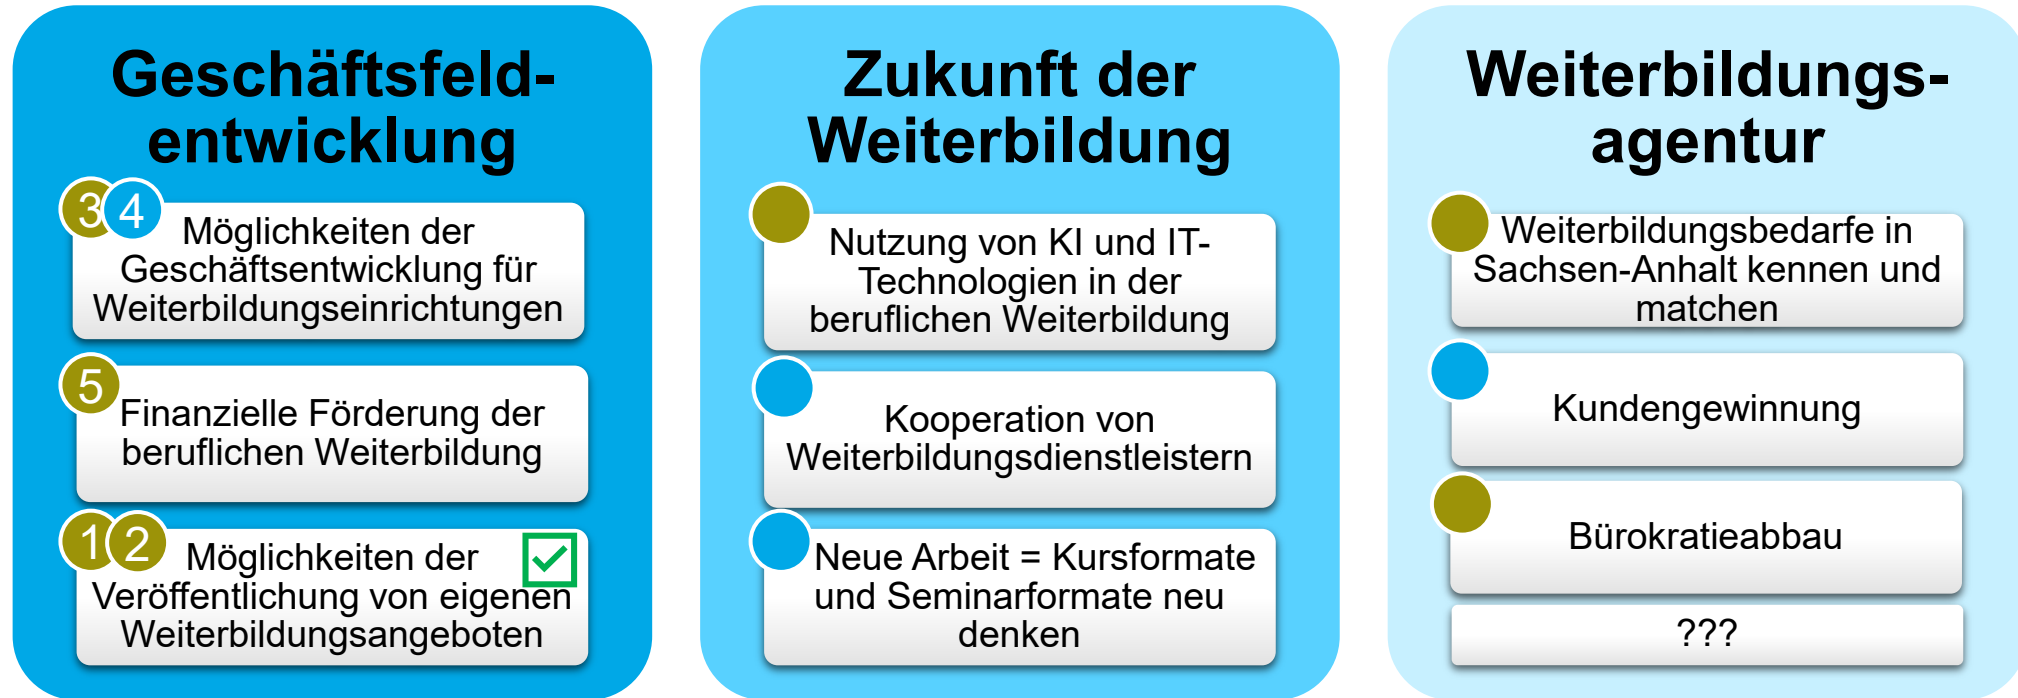 Geschäftsfeld-
entwicklung
3 4
Möglichkeiten der
Geschäftsentwicklung für
Weiterbildungseinrichtungen
5
Finanzielle Förderung der
beruflichen Weiterbildung
1 2
Möglichkeiten der
Veröffentlichung von eigenen
Weiterbildungsangeboten
Zukunft der
Weiterbildung
Nutzung von KI und IT-
Technologien in der
beruflichen Weiterbildung
Kooperation von
Weiterbildungsdienstleistern
Neue Arbeit = Kursformate
und Seminarformate neu
denken
Weiterbildungs-
agentur
Weiterbildungsbedarfe in
Sachsen-Anhalt kennen und
matchen
Kundengewinnung
Bürokratieabbau
???